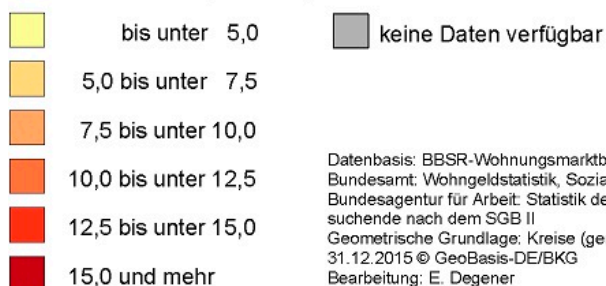 bis unter 5,0
5,0 bis unter 7,5
7,5 bis unter 10,0
10,0 bis unter 12,5
12,5 bis unter 15,0
15,0 und mehr
keine Daten verfügbar
Datenbasis: BBSR-Wohnungsmarktb
Bundesamt: Wohngeldstatistik, Sozia
Bundesagentur für Arbeit: Statistik de
suchende nach dem SGB II
Geometrische Grundlage: Kreise (ge
31.12.2015 © GeoBasis-DE/BKG
Bearbeitung: E. Degener